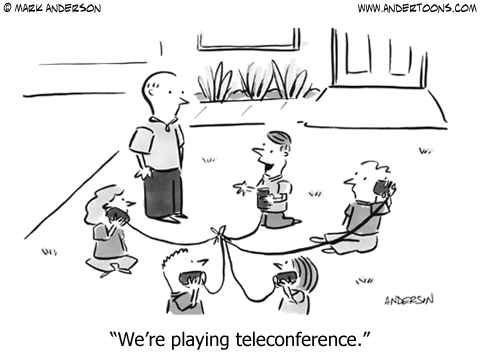 © MARK ANDERSON
WWW.ANDERTOONS.COM
ANDERSON
“We’re playing teleconference.”